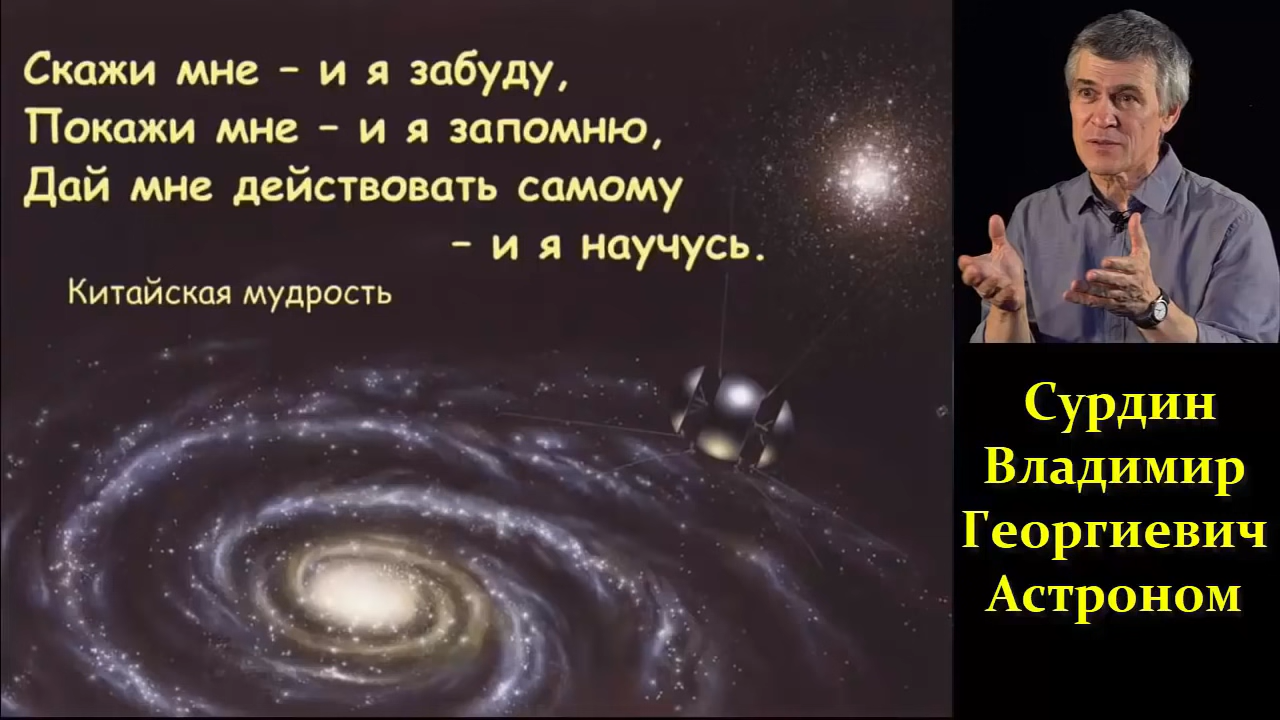 Скажи мне – и я забуду,
Покажи мне – и я запомню,
Дай мне действовать самому
– и я научусь.
Китайская мудрость
Сурдин
Владимир
Георгиевич
Астроном